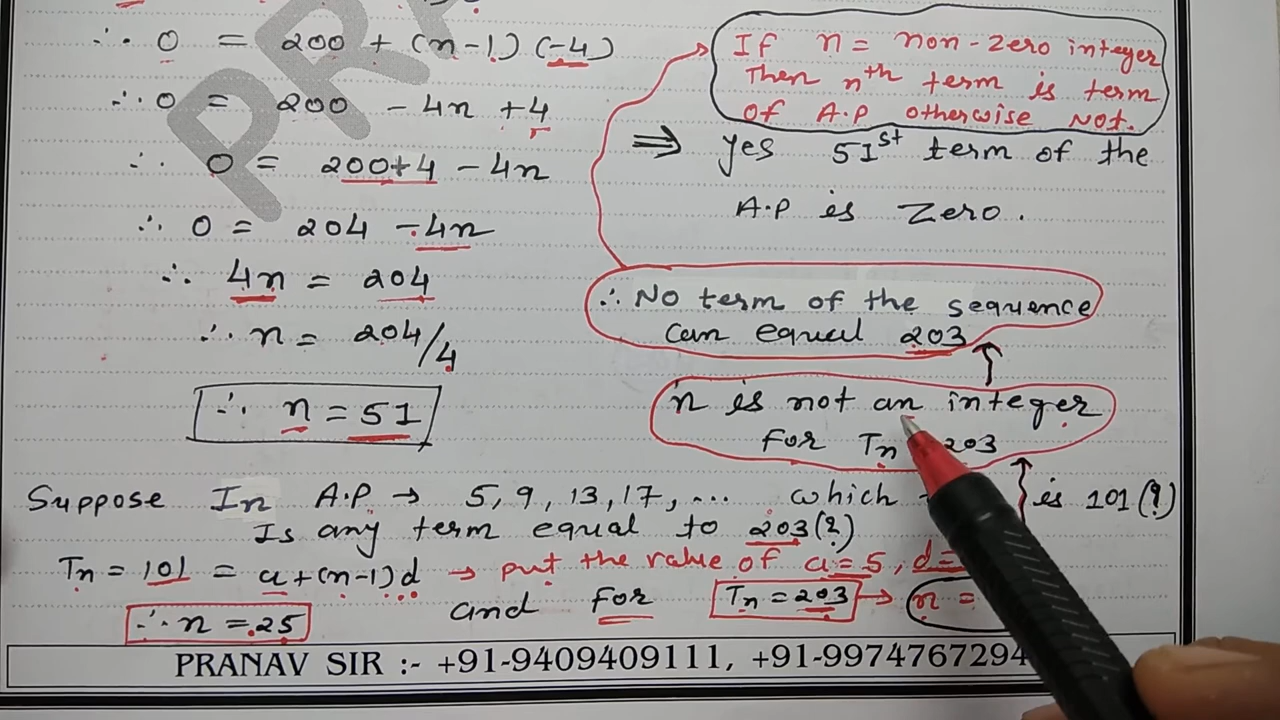 ∴ 0 = 200 + (n-1) (-4)
∴ 0 = 200 - 4n + 4
∴ 0 = 200+4 - 4n
∴ 0 = 204 - 4n
∴ 4n = 204
∴ n = 204/4
∴ n = 51
If n = non-zero integer
Then nth term is term
of A.P otherwise Not.
⇒ yes 51st term of the
A.P is Zero.
∴ No term of the sequence
can equal 203
n is not an integer
for Tn 203
Suppose In A.P → 5, 9, 13, 17, ... which is 101 (?)
Is any term equal to 203(?)
Tn = 101 = a+(n-1)d → put the value of a=5, d=
∴ n = 25
and for Tn = 203 → n =
PRANAV SIR :- +91-9409409111, +91-9974767294